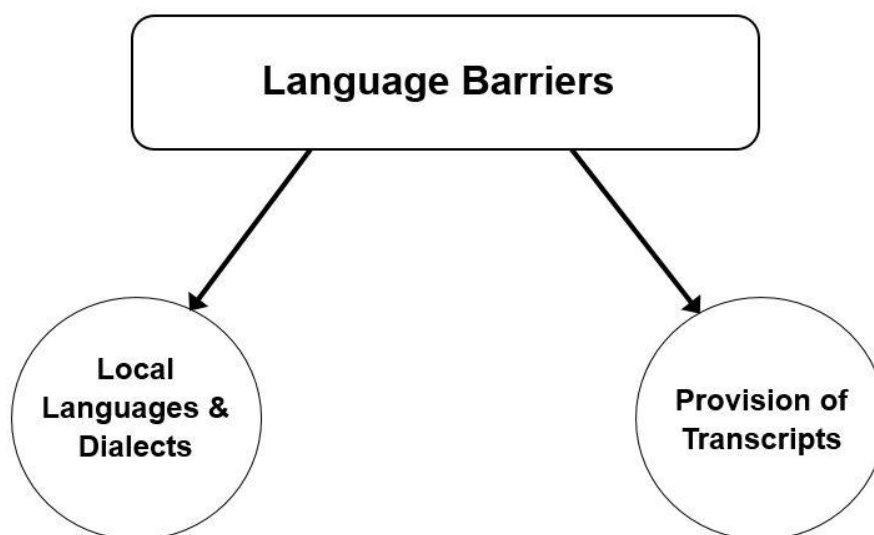 Language Barriers
Local
Languages &
Dialects
Provision of
Transcripts